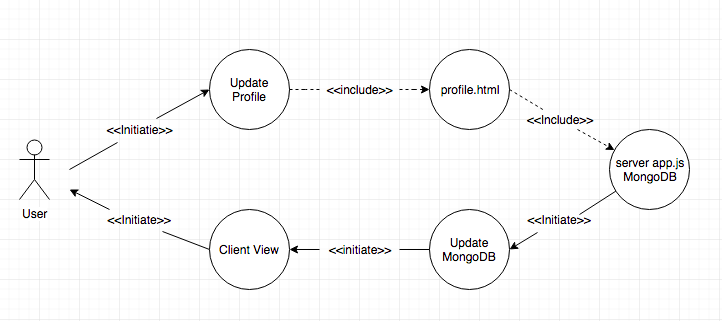 Update
Profile
<<include>>
profile.html
<<Include>>
<<Initiatie>>
server app.js
MongoDB
User
<<Initiate>>
Client View
<<initiate>>
Update
MongoDB
<<Initiate>>